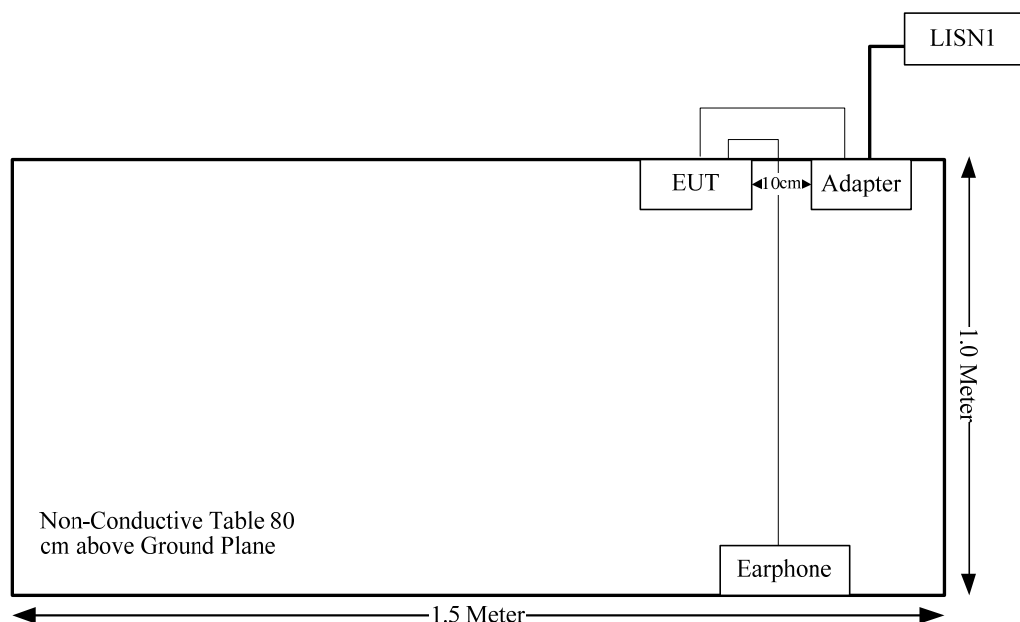 LISN1
EUT
10cm
Adapter
1.0 Meter
Non-Conductive Table 80
cm above Ground Plane
Earphone
1.5 Meter